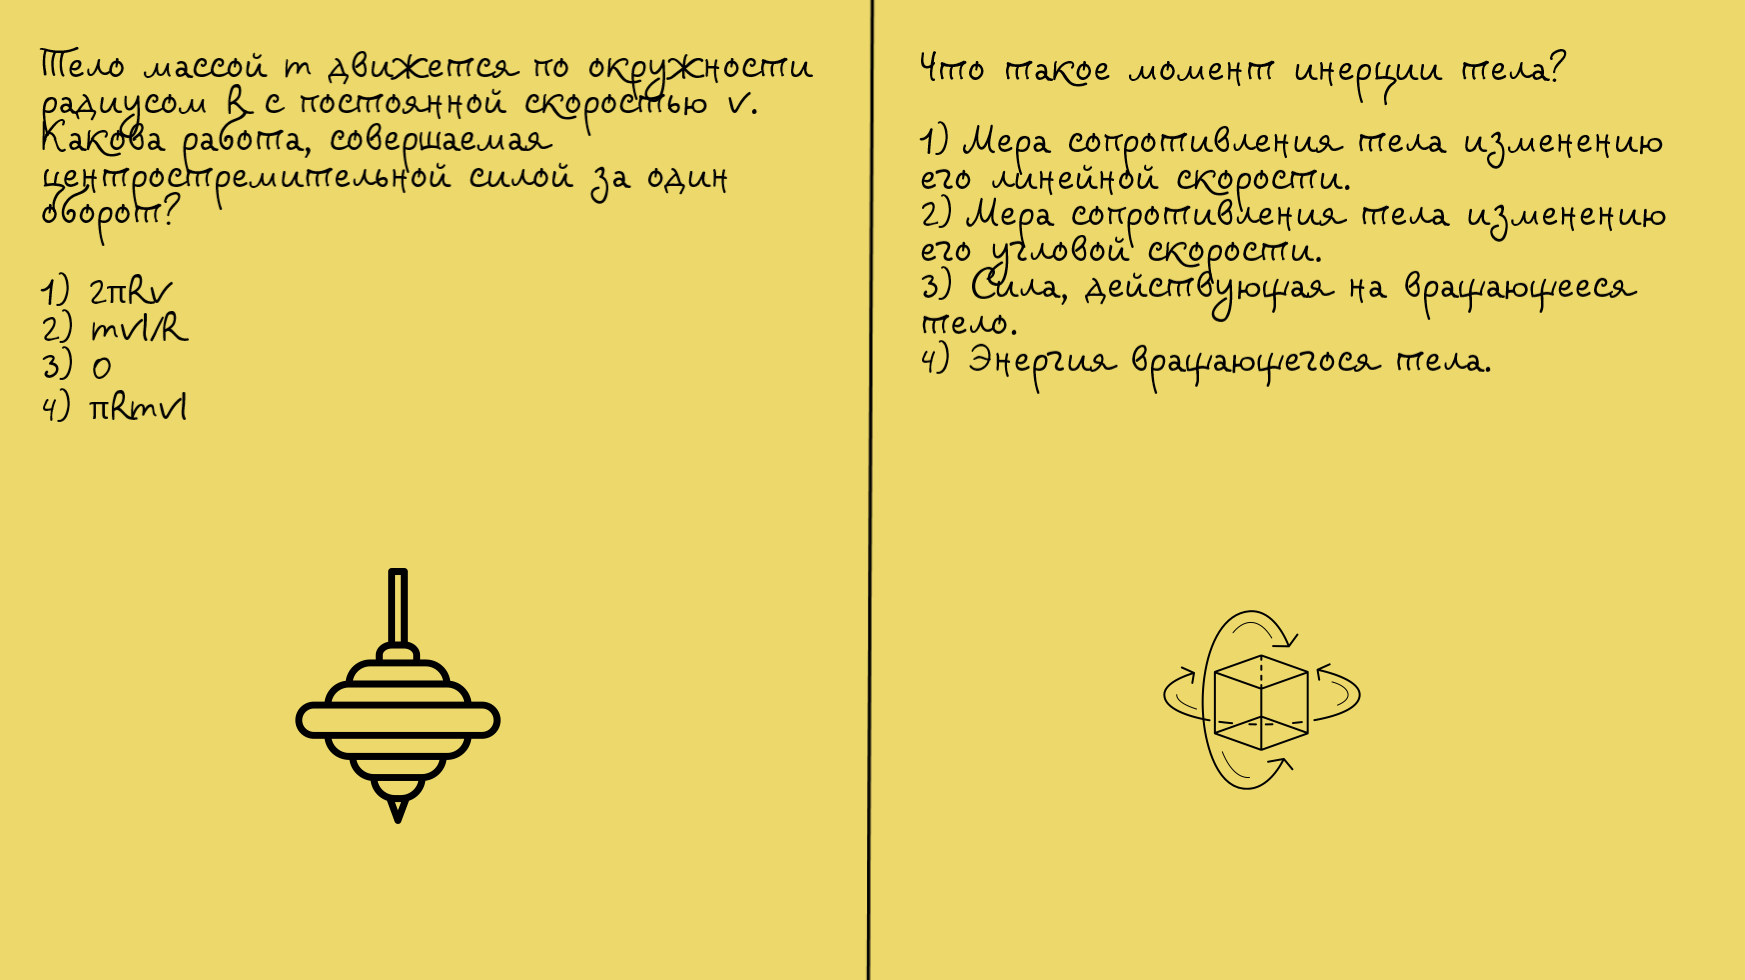 Тело массой m движется по окружности
радиусом R с постоянной скоростью v.
Какова работа, совершаемая
центростремительной силой за один
оборот?
1) 2πRv
2) mv|/R
3) 0
4) πRmv|
Что такое момент инерции тела?
1) Мера сопротивления тела изменению
его линейной скорости.
2) Мера сопротивления тела изменению
его угловой скорости.
3) Сила, действующая на вращающееся
тело.
4) Энергия вращающегося тела.